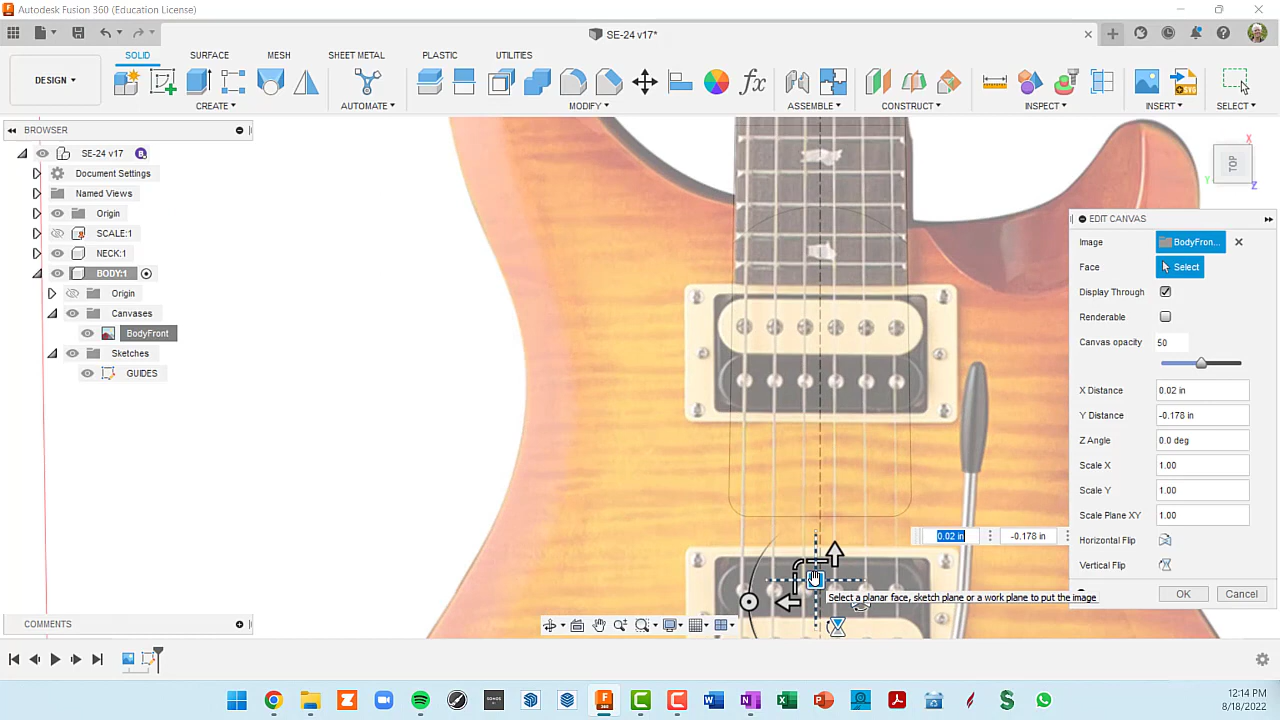 Autodesk Fusion 360 (Education License)
SE-24 v17*
DESIGN
SOLID
SURFACE
MESH
SHEET METAL
PLASTIC
UTILITIES
CREATE
AUTOMATE
MODIFY
ASSEMBLE
CONSTRUCT
INSPECT
INSERT
SELECT
BROWSER
SE-24 v17
Document Settings
Named Views
Origin
SCALE:1
NECK:1
BODY:1
Origin
Canvases
BodyFront
Sketches
GUIDES
X
TOP
Y
Z
EDIT CANVAS
Image
BodyFron...
Face
Select
Display Through
Renderable
Canvas opacity
50
X Distance
0.02 in
Y Distance
-0.178 in
Z Angle
0.0 deg
Scale X
1.00
Scale Y
1.00
Scale Plane XY
1.00
Horizontal Flip
Vertical Flip
OK
Cancel
0.02 in
-0.178 in
Select a planar face, sketch plane or a work plane to put the image
COMMENTS
12:14 PM
8/18/2022